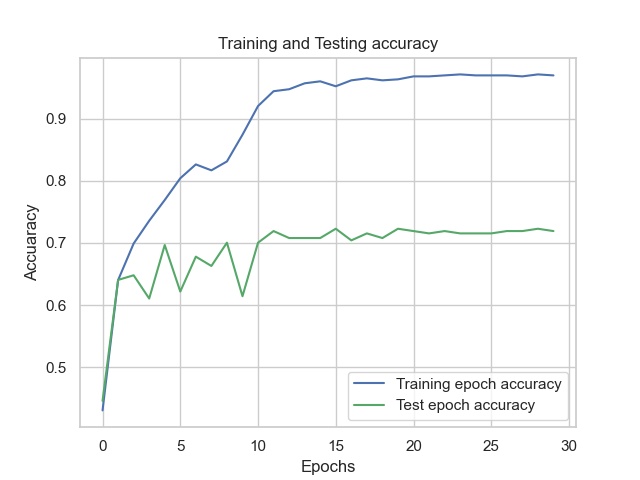 Training and Testing accuracy
Accuaracy
0.9
0.8
0.7
0.6
0.5
Training epoch accuracy
Test epoch accuracy
0 5 10 15 20 25 30
Epochs